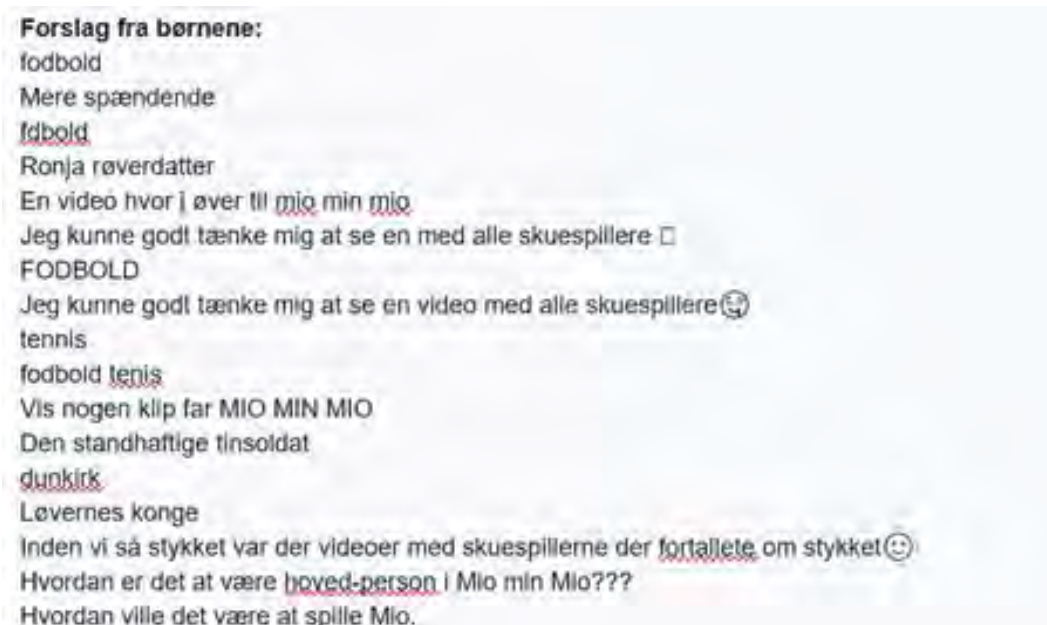 Forslag fra børnene:
fodbold
Mere spændende
fdbold
Ronja røverdatter
En video hvor j øver til mio min mio
Jeg kunne godt tænke mig at se en med alle skuespillere □
FODBOLD
Jeg kunne godt tænke mig at se en video med alle skuespillere
tennis
fodbold tenis
Vis nogen klip far MIO MIN MIO
Den standhaftige tinsoldat
dunkirk
Løvernes konge
Inden vi så stykket var der videoer med skuespillerne der fortallete om stykket🙂
Hvordan er det at være hoved-person i Mio min Mio???
Hvordan ville det være at spille Mio.